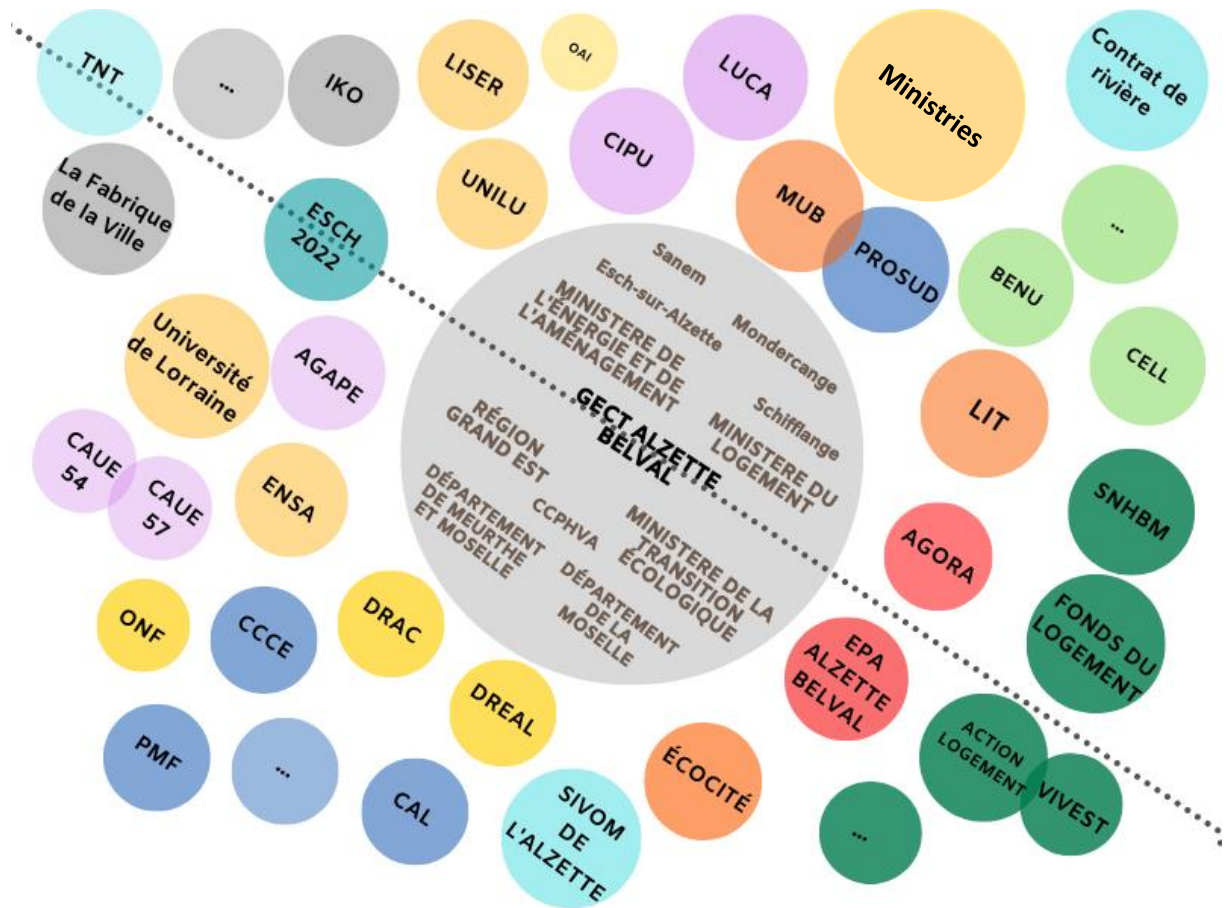 TNT
...
IKO
LISER
OAI
LUCA
Ministries
Contrat de
rivière
La Fabrique
de la Ville
ESCH
2022
UNILU
CIPU
MUB
PROSUD
BENU
...
CELL
Sanem
Esch-sur-Alzette
Mondercange
MINISTERE DE
L'ÉNERGIE ET DE
L'AMÉNAGEMENT
Schifflange
MINISTERE DU
LOGEMENT
GECT ALZETTE
BELVAL
RÉGION
GRAND EST
DÉPARTEMENT
DE MEURTHE
ET MOSELLE
CCPHVA
MINISTERE DE LA
TRANSITION
ÉCOLOGIQUE
DÉPARTEMENT
DE LA
MOSELLE
Université
de Lorraine
AGAPE
CAUE
54
CAUE
57
ENSA
LIT
SNHBM
AGORA
FONDS DU
LOGEMENT
ONF
CCCE
DRAC
DREAL
EPA
ALZETTE
BELVAL
ACTION
LOGEMENT
VIVEST
PMF
...
CAL
SIVOM
DE
L'ALZETTE
ÉCOCITÉ
...